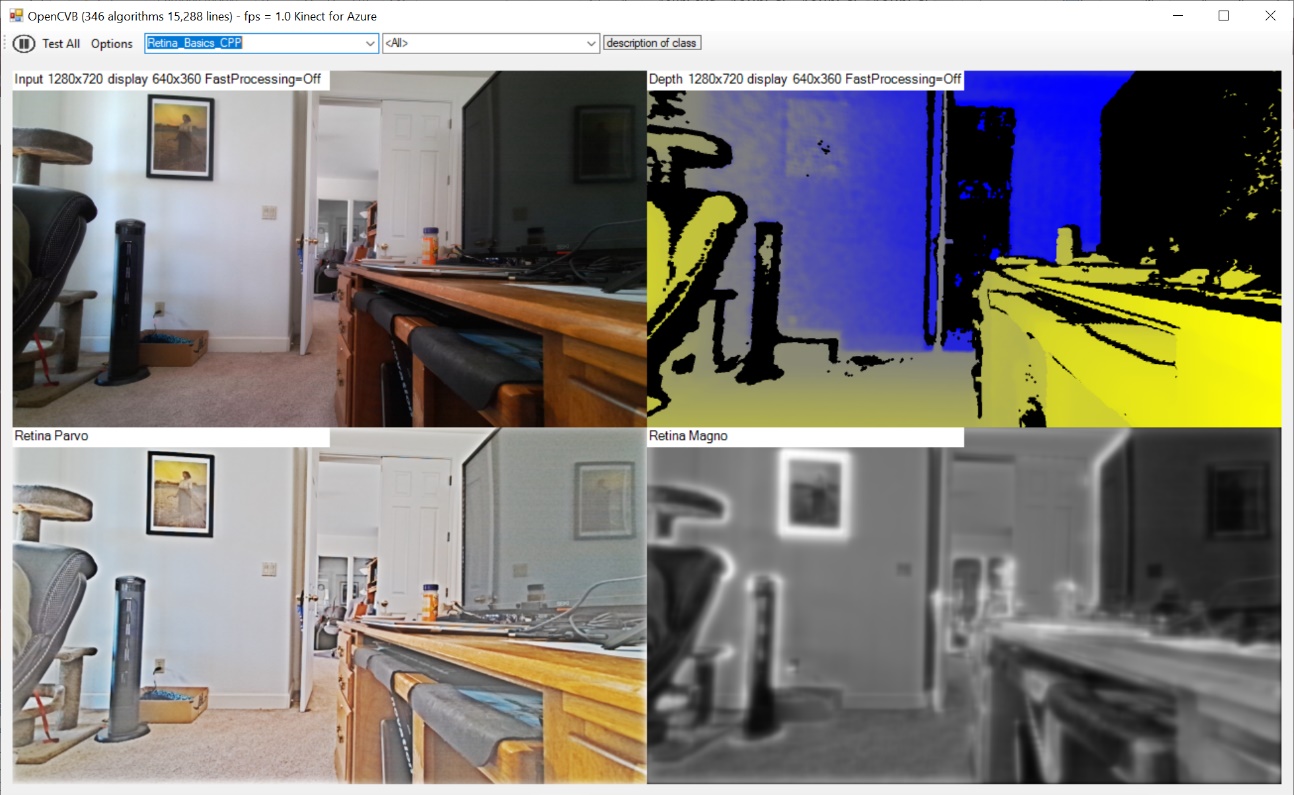 OpenCVB (346 algorithms 15,288 lines) - fps = 1.0 Kinect for Azure
Test All Options Retina_Basics_CPP <All> description of class
Input 1280x720 display 640x360 FastProcessing=Off
Depth 1280x720 display 640x360 FastProcessing=Off
Retina Parvo
Retina Magno